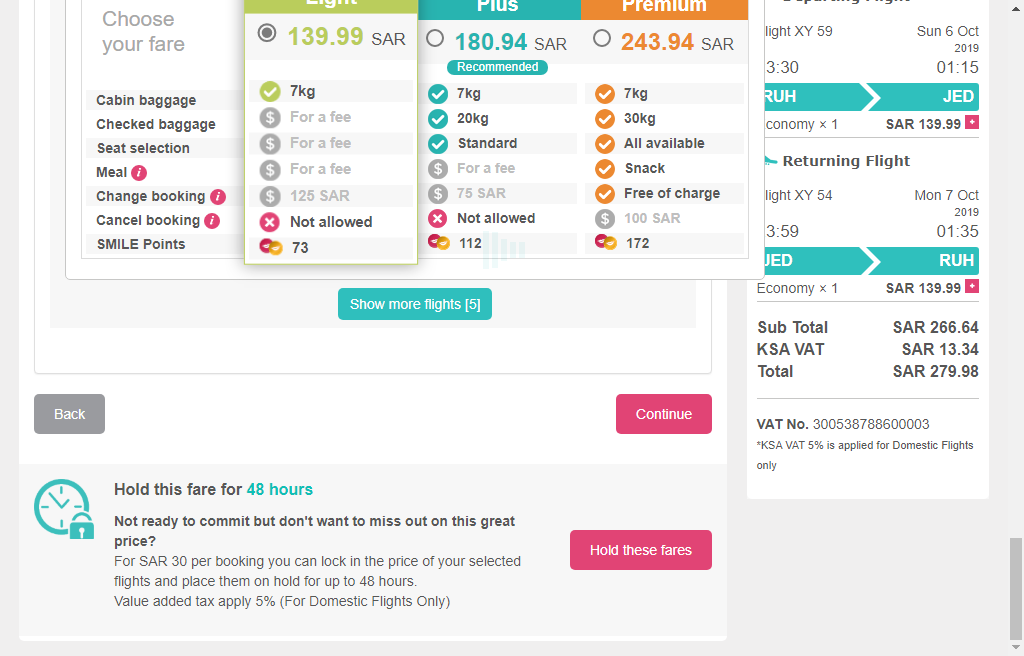 Choose
your fare
Light
139.99 SAR
Plus
180.94 SAR
Recommended
Premium
243.94 SAR
Cabin baggage
7kg
7kg
7kg
Checked baggage
For a fee
20kg
30kg
Seat selection
For a fee
Standard
All available
Meal
For a fee
For a fee
Snack
Change booking
125 SAR
75 SAR
Free of charge
Cancel booking
Not allowed
Not allowed
100 SAR
SMILE Points
73
112
172
Show more flights [5]
Back
Continue
Hold this fare for 48 hours
Not ready to commit but don't want to miss out on this great
price?
For SAR 30 per booking you can lock in the price of your selected
flights and place them on hold for up to 48 hours.
Value added tax apply 5% (For Domestic Flights Only)
Hold these fares
Departing Flight
light XY 59
Sun 6 Oct
2019
3:30
01:15
RUH
JED
Economy × 1
SAR 139.99
Returning Flight
light XY 54
Mon 7 Oct
2019
3:59
01:35
JED
RUH
Economy × 1
SAR 139.99
Sub Total SAR 266.64
KSA VAT SAR 13.34
Total SAR 279.98
VAT No. 300538788600003
*KSA VAT 5% is applied for Domestic Flights
only